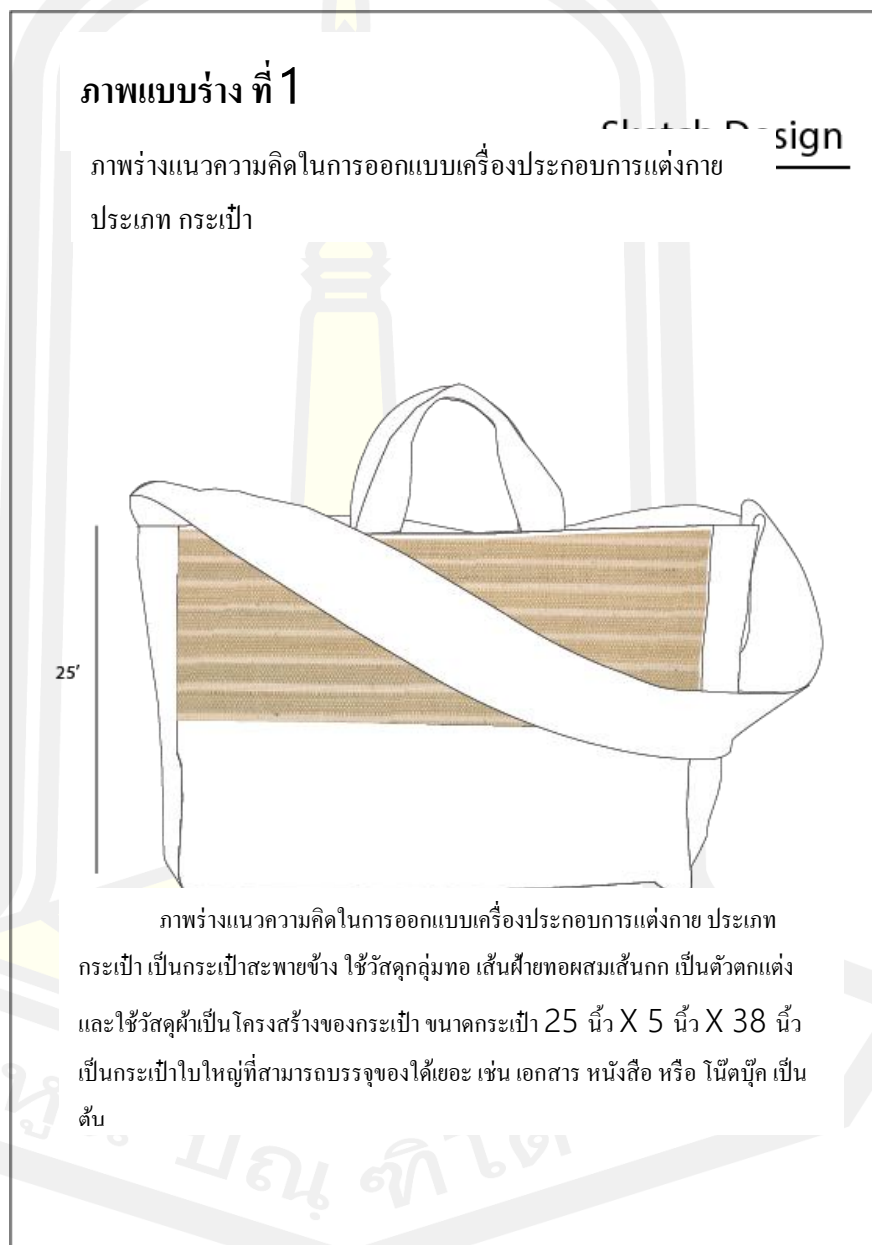 ภาพแบบร่าง ที่ 1
Sketch Design
ภาพร่างแนวความคิดในการออกแบบเครื่องประกอบการแต่งกาย
ประเภท กระเป๋า
25′
ภาพร่างแนวความคิดในการออกแบบเครื่องประกอบการแต่งกาย ประเภท
กระเป๋า เป็นกระเป๋าสะพายข้าง ใช้วัสดุกลุ่มทอ เส้นฝ้ายทอผสมเส้นกก เป็นตัวตกแต่ง
และใช้วัสดุผ้าเป็นโครงสร้างของกระเป๋า ขนาดกระเป๋า 25 นิ้ว X 5 นิ้ว X 38 นิ้ว
เป็นกระเป๋าใบใหญ่ที่สามารถบรรจุของได้เยอะ เช่น เอกสาร หนังสือ หรือ โน๊ตบุ๊ค เป็น
ต้น